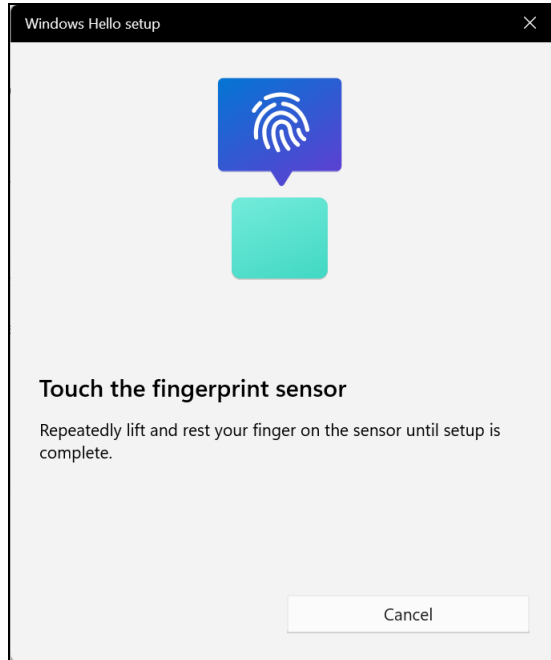 Windows Hello setup
Touch the fingerprint sensor
Repeatedly lift and rest your finger on the sensor until setup is
complete.
Cancel